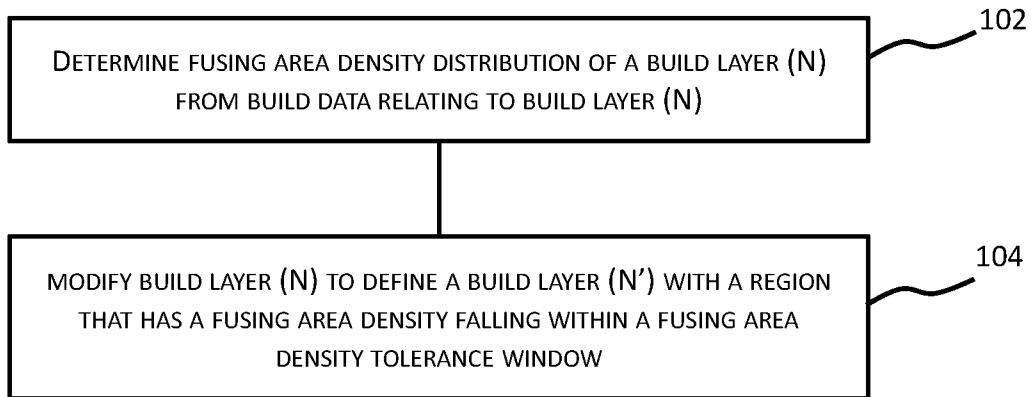 102
DETERMINE FUSING AREA DENSITY DISTRIBUTION OF A BUILD LAYER (N)
FROM BUILD DATA RELATING TO BUILD LAYER (N)
104
MODIFY BUILD LAYER (N) TO DEFINE A BUILD LAYER (N’) WITH A REGION
THAT HAS A FUSING AREA DENSITY FALLING WITHIN A FUSING AREA
DENSITY TOLERANCE WINDOW